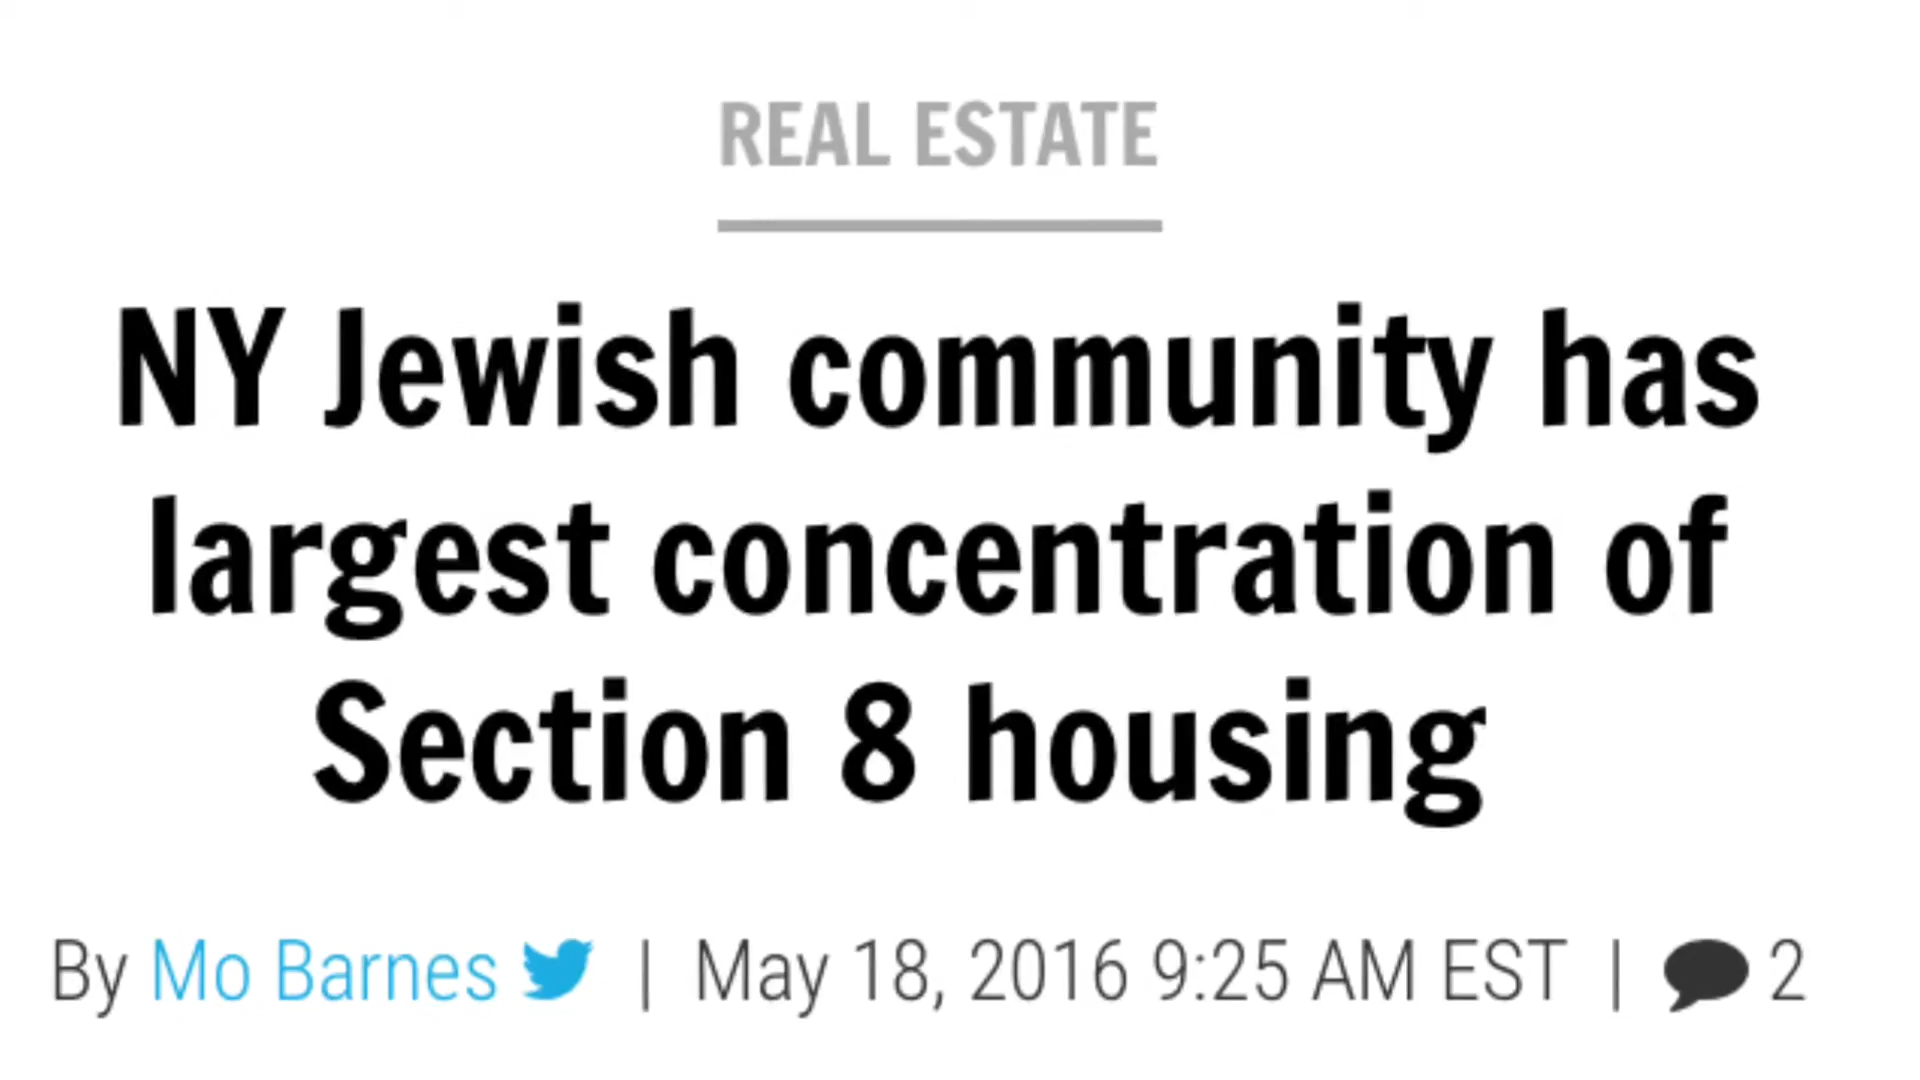 REAL ESTATE
NY Jewish community has
largest concentration of
Section 8 housing
By Mo Barnes | May 18, 2016 9:25 AM EST | 2